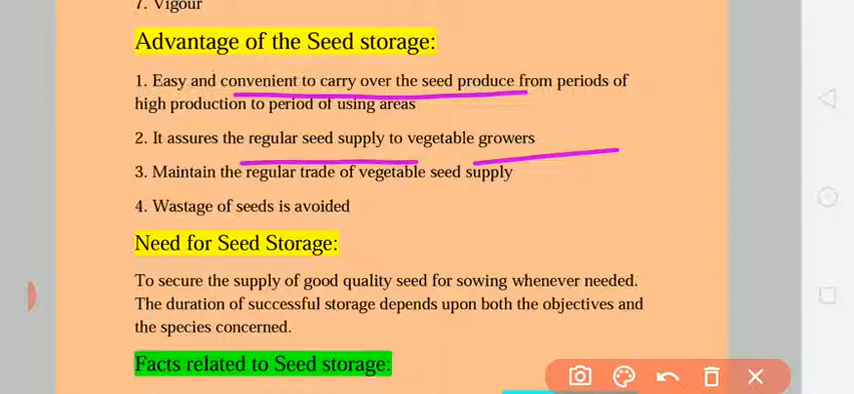 7. Vigour
Advantage of the Seed storage:
1. Easy and convenient to carry over the seed produce from periods of
high production to period of using areas
2. It assures the regular seed supply to vegetable growers
3. Maintain the regular trade of vegetable seed supply
4. Wastage of seeds is avoided
Need for Seed Storage:
To secure the supply of good quality seed for sowing whenever needed.
The duration of successful storage depends upon both the objectives and
the species concerned.
Facts related to Seed storage: